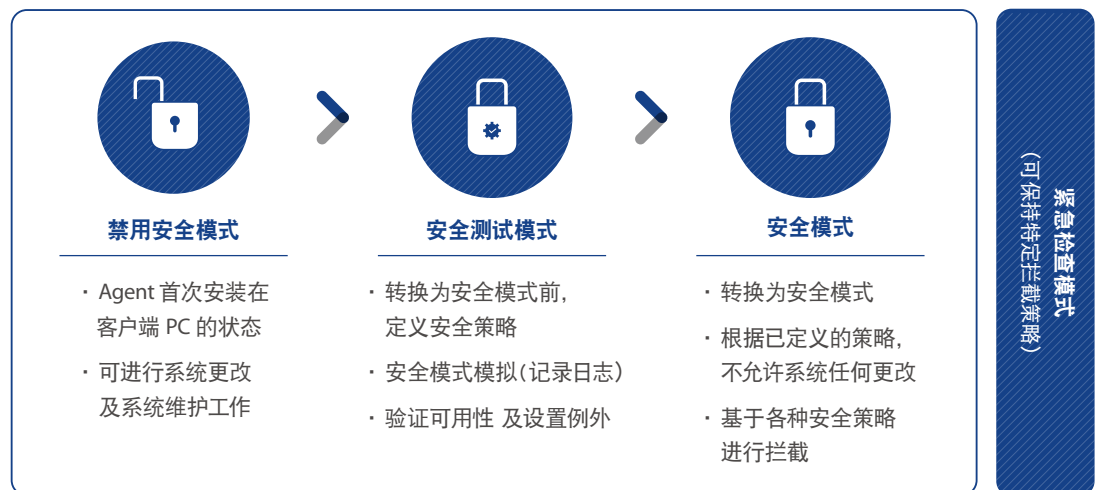 禁用安全模式
· Agent 首次安装在
客户端 PC 的状态
· 可进行系统更改
及系统维护工作
安全测试模式
· 转换为安全模式前，
定义安全策略
· 安全模式模拟（记录日志）
· 验证可用性 及设置例外
安全模式
· 转换为安全模式
· 根据已定义的策略，
不允许系统任何更改
· 基于各种安全策略
进行拦截
紧急检查模式
（可保持特定拦截策略）